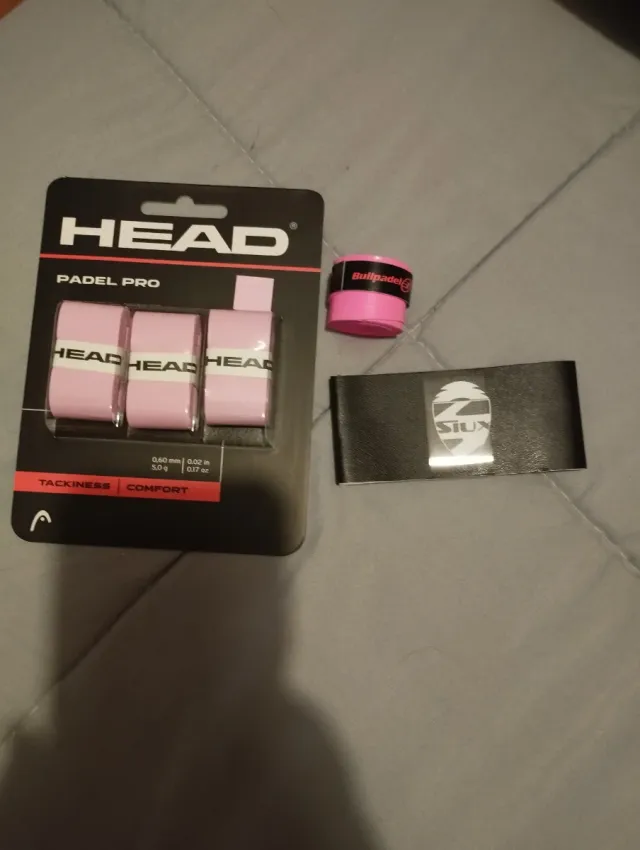 HEAD®
PADEL PRO
HEAD
HEAD
HEAD
0,60 mm | 0.02 in
5,0 g | 0.17 oz
TACKINESS | COMFORT
Bullpadel
SIUX